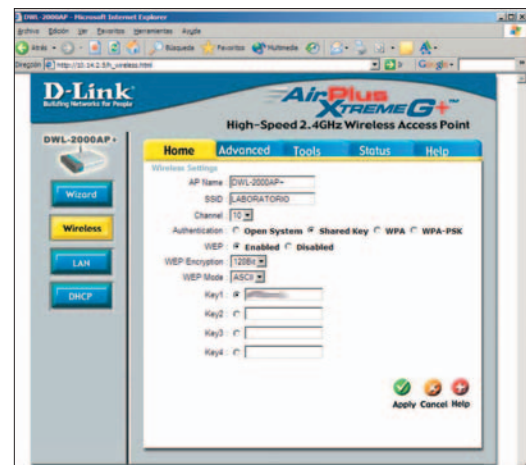 DWL-2000AP - Microsoft Internet Explorer
Archivo Edición Ver Favoritos Herramientas Ayuda
Atrás Búsqueda Favoritos Multimedia
Dirección http://10.14.2.5/h_wireless.html Google
D-Link
Building Networks for People
AirPlus
XTREME G+™
High-Speed 2.4GHz Wireless Access Point
DWL-2000AP+
Home Advanced Tools Status Help
Wizard
Wireless
LAN
DHCP
Wireless Settings
AP Name : DWL-2000AP+
SSID : LABORATORIO
Channel : 10
Authentication : Open System Shared Key WPA WPA-PSK
WEP : Enabled Disabled
WEP Encryption : 128Bit
WEP Mode : ASCII
Key1 :
Key2 :
Key3 :
Key4 :
Apply Cancel Help